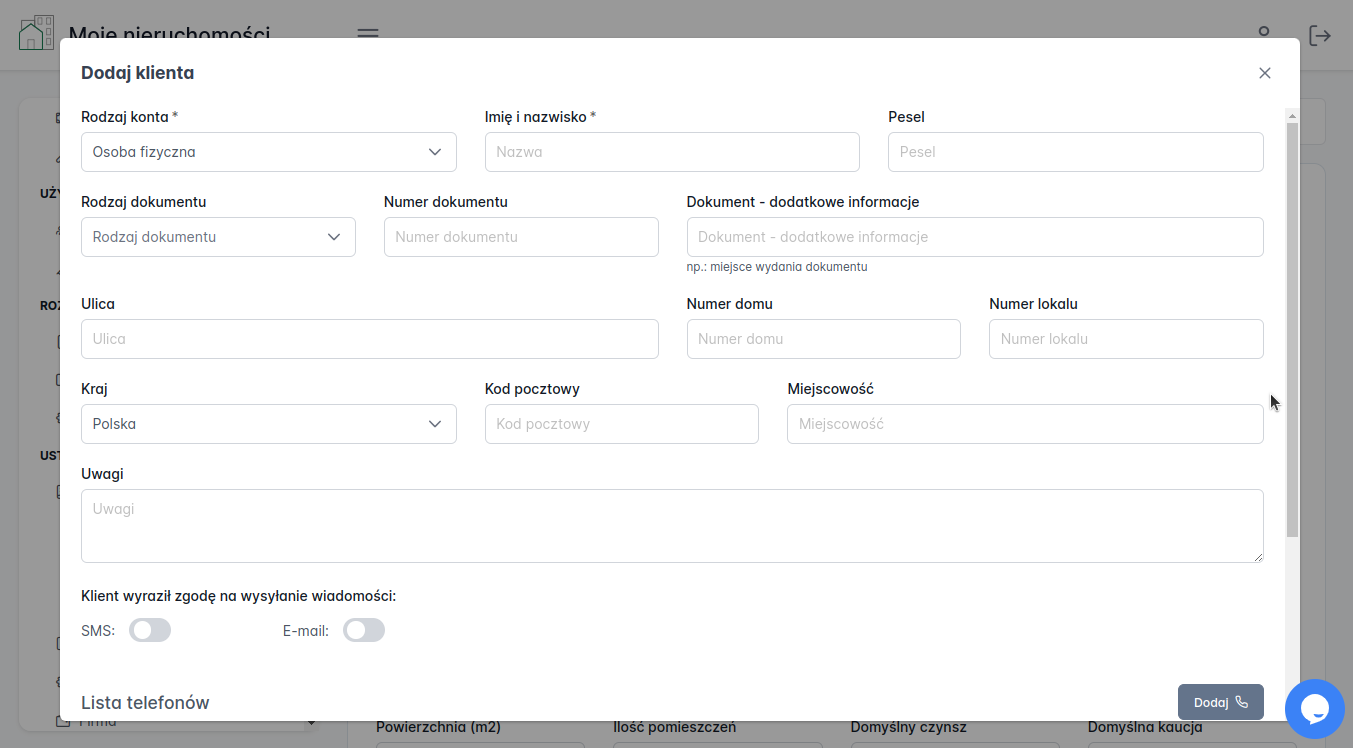 Moje nieruchomości
Dodaj klienta
Rodzaj konta *
Imię i nazwisko *
Pesel
Osoba fizyczna
Nazwa
Pesel
Rodzaj dokumentu
Numer dokumentu
Dokument - dodatkowe informacje
Rodzaj dokumentu
Numer dokumentu
Dokument - dodatkowe informacje
np.: miejsce wydania dokumentu
Ulica
Numer domu
Numer lokalu
Ulica
Numer domu
Numer lokalu
Kraj
Kod pocztowy
Miejscowość
Polska
Kod pocztowy
Miejscowość
Uwagi
Uwagi
Klient wyraził zgodę na wysyłanie wiadomości:
SMS:
E-mail:
Lista telefonów
Dodaj
Firma
Powierzchnia (m2)
Ilość pomieszczeń
Domyślny czynsz
Domyślna kaucja